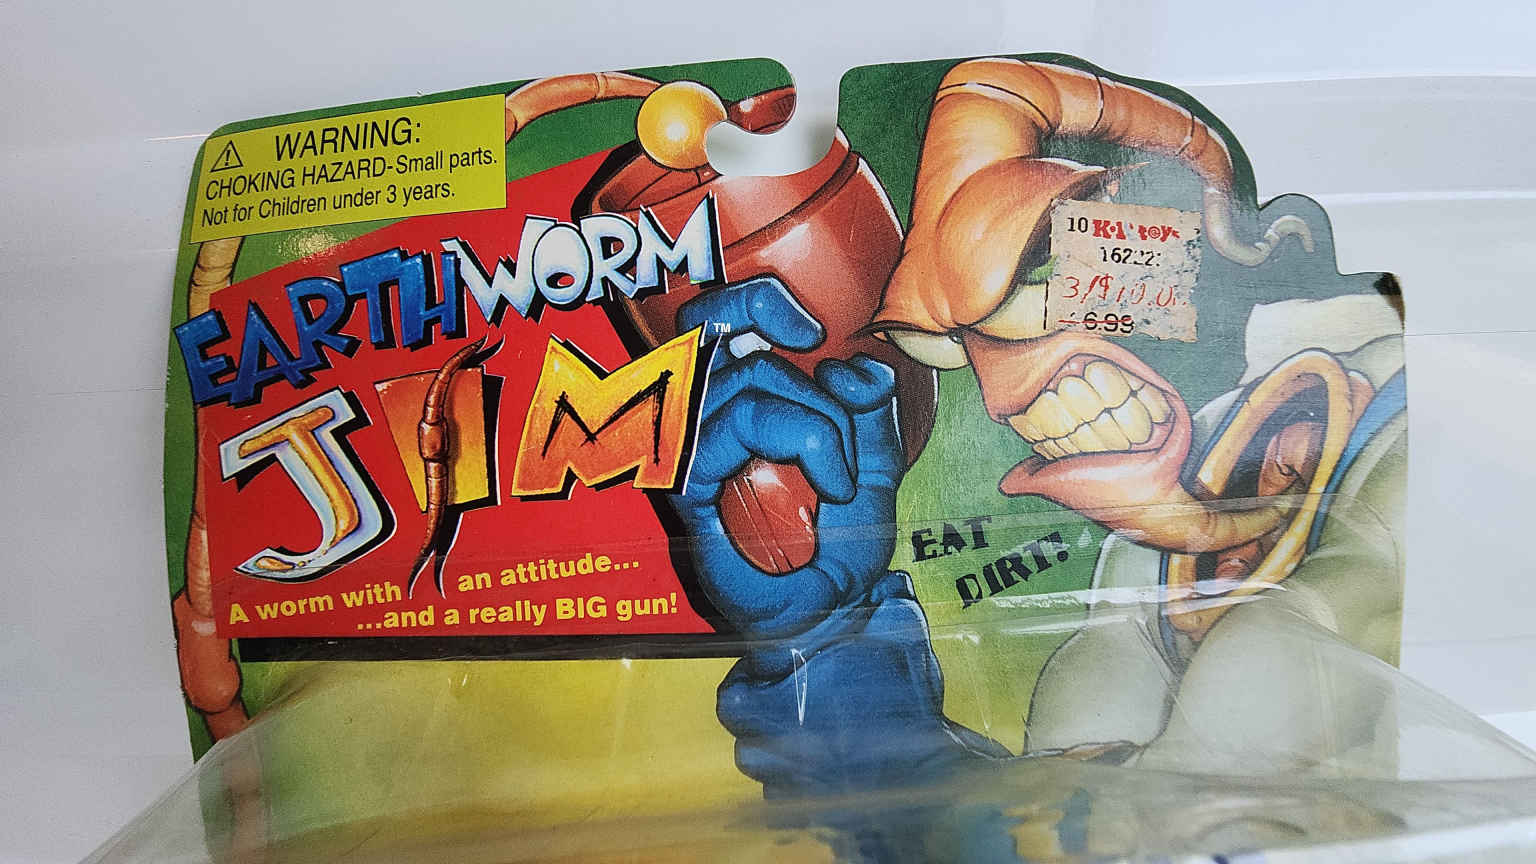 WARNING:
CHOKING HAZARD-Small parts.
Not for Children under 3 years.
EARTHWORM
JIM
TM
A worm with an attitude...
...and a really BIG gun!
EAT
DIRT!
10 toys
3/$10.0
6.99